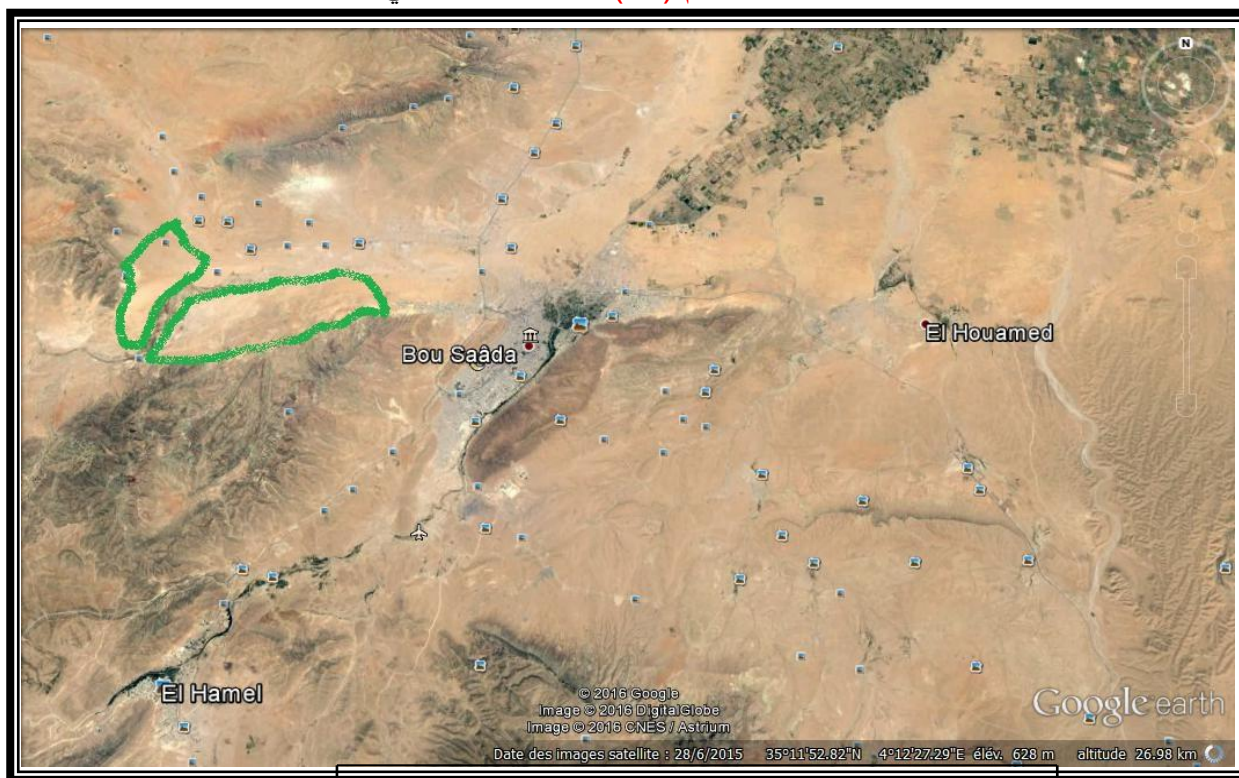 N
El Houamed
Bou Saâda
El Hamel
© 2016 Google
Image © 2016 DigitalGlobe
Image © 2016 CNES / Astrium
Google earth
Date des images satellite : 28/6/2015 35°11'52.82"N 4°12'27.29"E élév. 628 m altitude 26.98 km